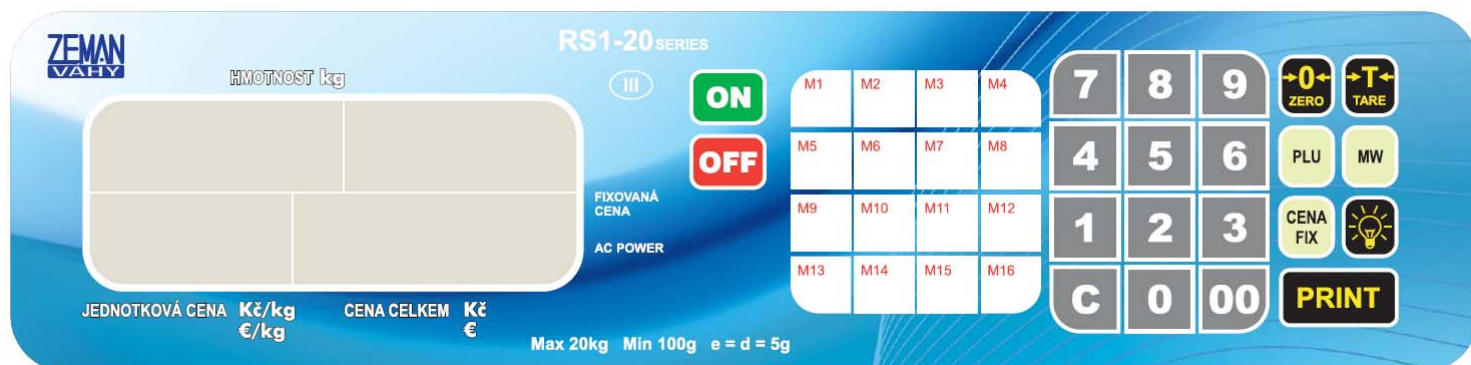 ZEMAN
VÁHY
RS1-20 SERIES
HMOTNOST kg
III
ON
OFF
FIXOVANÁ
CENA
AC POWER
JEDNOTKOVÁ CENA Kč/kg
€/kg
CENA CELKEM Kč
€
Max 20kg Min 100g e = d = 5g
M1 M2 M3 M4
M5 M6 M7 M8
M9 M10 M11 M12
M13 M14 M15 M16
7 8 9
4 5 6
1 2 3
C 0 00
→0←
ZERO
→T←
TARE
PLU
MW
CENA
FIX
PRINT